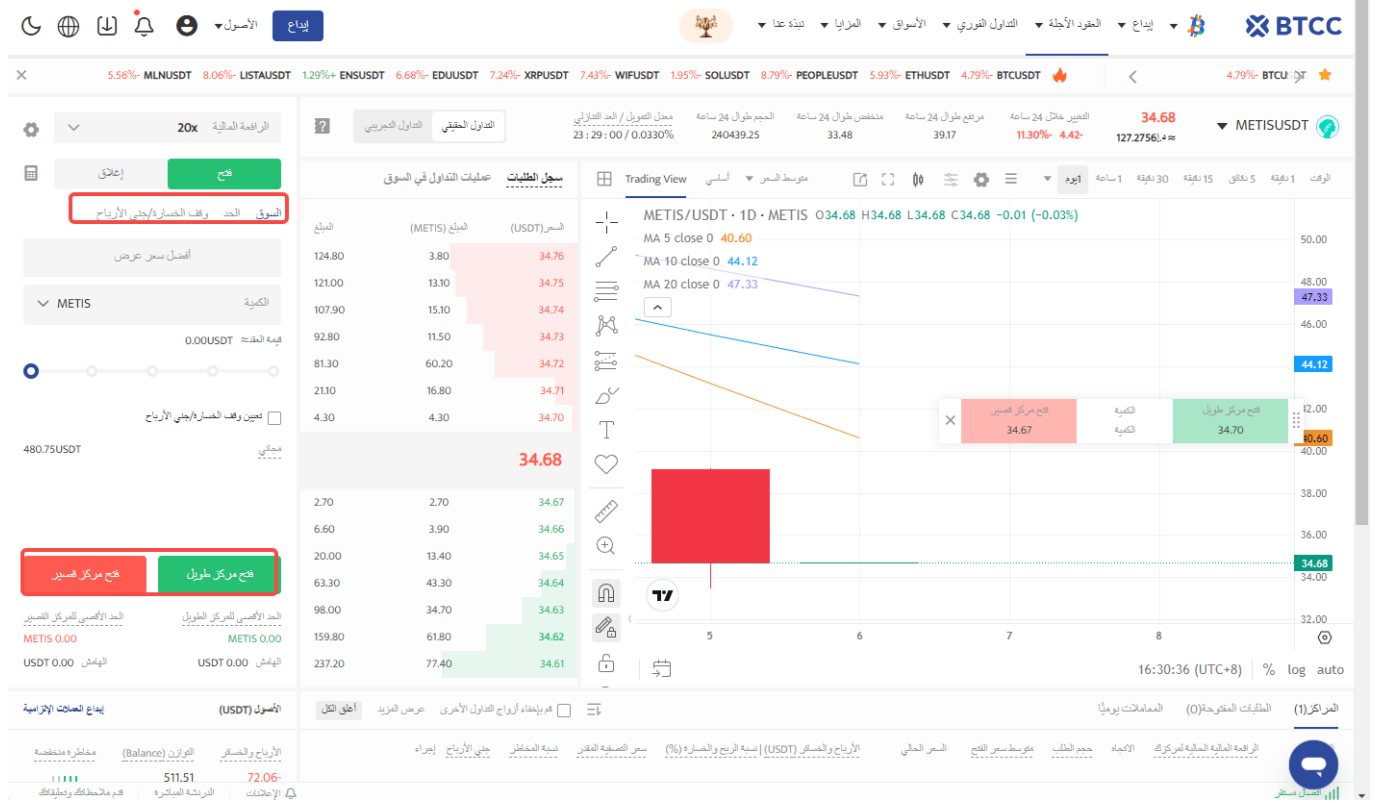 BTCC
إيداع
العقود الآجلة
التداول الفوري
الأسواق
المزايا
نبذة عنا
الأصول
إيداع
4.79%- BTCUSDT
5.56%- MLNUSDT 8.06%- LISTAUSDT 1.29%+ ENSUSDT 6.68%- EDUUSDT 7.24%- XRPUSDT 7.43%- WIFUSDT 1.95%- SOLUSDT 8.79%- PEOPLEUSDT 5.93%- ETHUSDT 4.79%- BTCUSDT
METISUSDT
34.68
≈ د.إ127.2756
التغيير خلال 24 ساعة
11.30%- 4.42-
مرتفع طوال 24 ساعة
39.17
منخفض طوال 24 ساعة
33.48
الحجم طوال 24 ساعة
240439.25
معدل التمويل / العد التنازلي
23 : 29 : 00 / 0.0330%
التداول الحقيقي
التداول التجريبي
الرافعة المالية 20x
فتح
إغلاق
السوق الحد وقف الخسارة/جني الأرباح
أفضل سعر عرض
الكمية
METIS
قيمة العقد≈ 0.00USDT
تعيين وقف الخسارة/جني الأرباح
مجاني
480.75USDT
فتح مركز طويل
فتح مركز قصير
الحد الأقصى للمركز الطويل
الحد الأقصى للمركز القصير
METIS 0.00
METIS 0.00
الهامش USDT 0.00
الهامش USDT 0.00
سجل الطلبات
عمليات التداول في السوق
السعر(USDT) المبلغ (METIS) المبلغ
34.76 3.80 124.80
34.75 13.10 121.00
34.74 15.10 107.90
34.73 11.50 92.80
34.72 60.20 81.30
34.71 16.80 21.10
34.70 4.30 4.30
34.68
34.67 2.70 2.70
34.66 3.90 6.60
34.65 13.40 20.00
34.64 43.30 63.30
34.63 34.70 98.00
34.62 61.80 159.80
34.61 77.40 237.20
الوقت 1 دقيقة 5 دقائق 15 دقيقة 30 دقيقة 1 ساعة 1يوم
متوسط السعر
أساسي
Trading View
METIS/USDT · 1D · METIS O34.68 H34.68 L34.68 C34.68 −0.01 (−0.03%)
MA 5 close 0 40.60
MA 10 close 0 44.12
MA 20 close 0 47.33
50.00
48.00
47.33
46.00
44.12
2.00
40.60
40.00
38.00
36.00
34.68
34.00
32.00
فتح مركز طويل
34.70
الكمية
الكمية
فتح مركز قصير
34.67
5 6 7 8
16:30:36 (UTC+8) % log auto
المراكز(1)
الطلبات المفتوحة(0)
المعاملات يوميًا
قم بإخفاء أزواج التداول الأخرى
عرض المزيد
أغلق الكل
الرافعة المالية الحالية لمركزك
الاتجاه
حجم الطلب
متوسط سعر الفتح
السعر الحالي
الأرباح والخسائر (USDT) | نسبة الربح والخسارة (%)
سعر التصفية المقدر
نسبة المخاطر
جني الأرباح
إجراء
الأصول (USDT)
إيداع العملات الإلزامية
الأرباح والخسائر
72.06-
التوازن (Balance)
511.51
مخاطرة منخفضة
اتصال مستقر
الإعلانات
الدردشة المباشرة
قدم ملاحظاتك وتعليقاتك